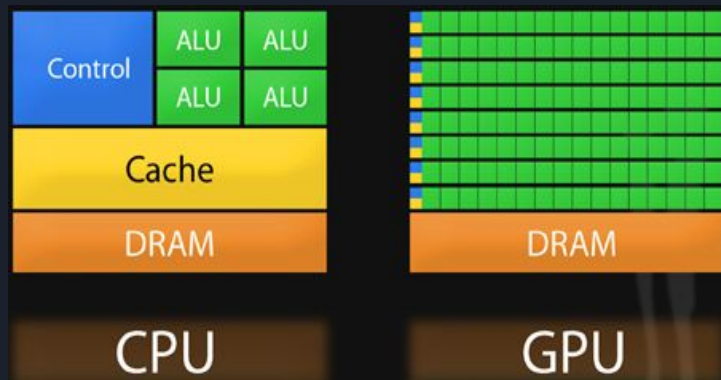 Control
ALU ALU
ALU ALU
Cache
DRAM
DRAM
CPU
GPU